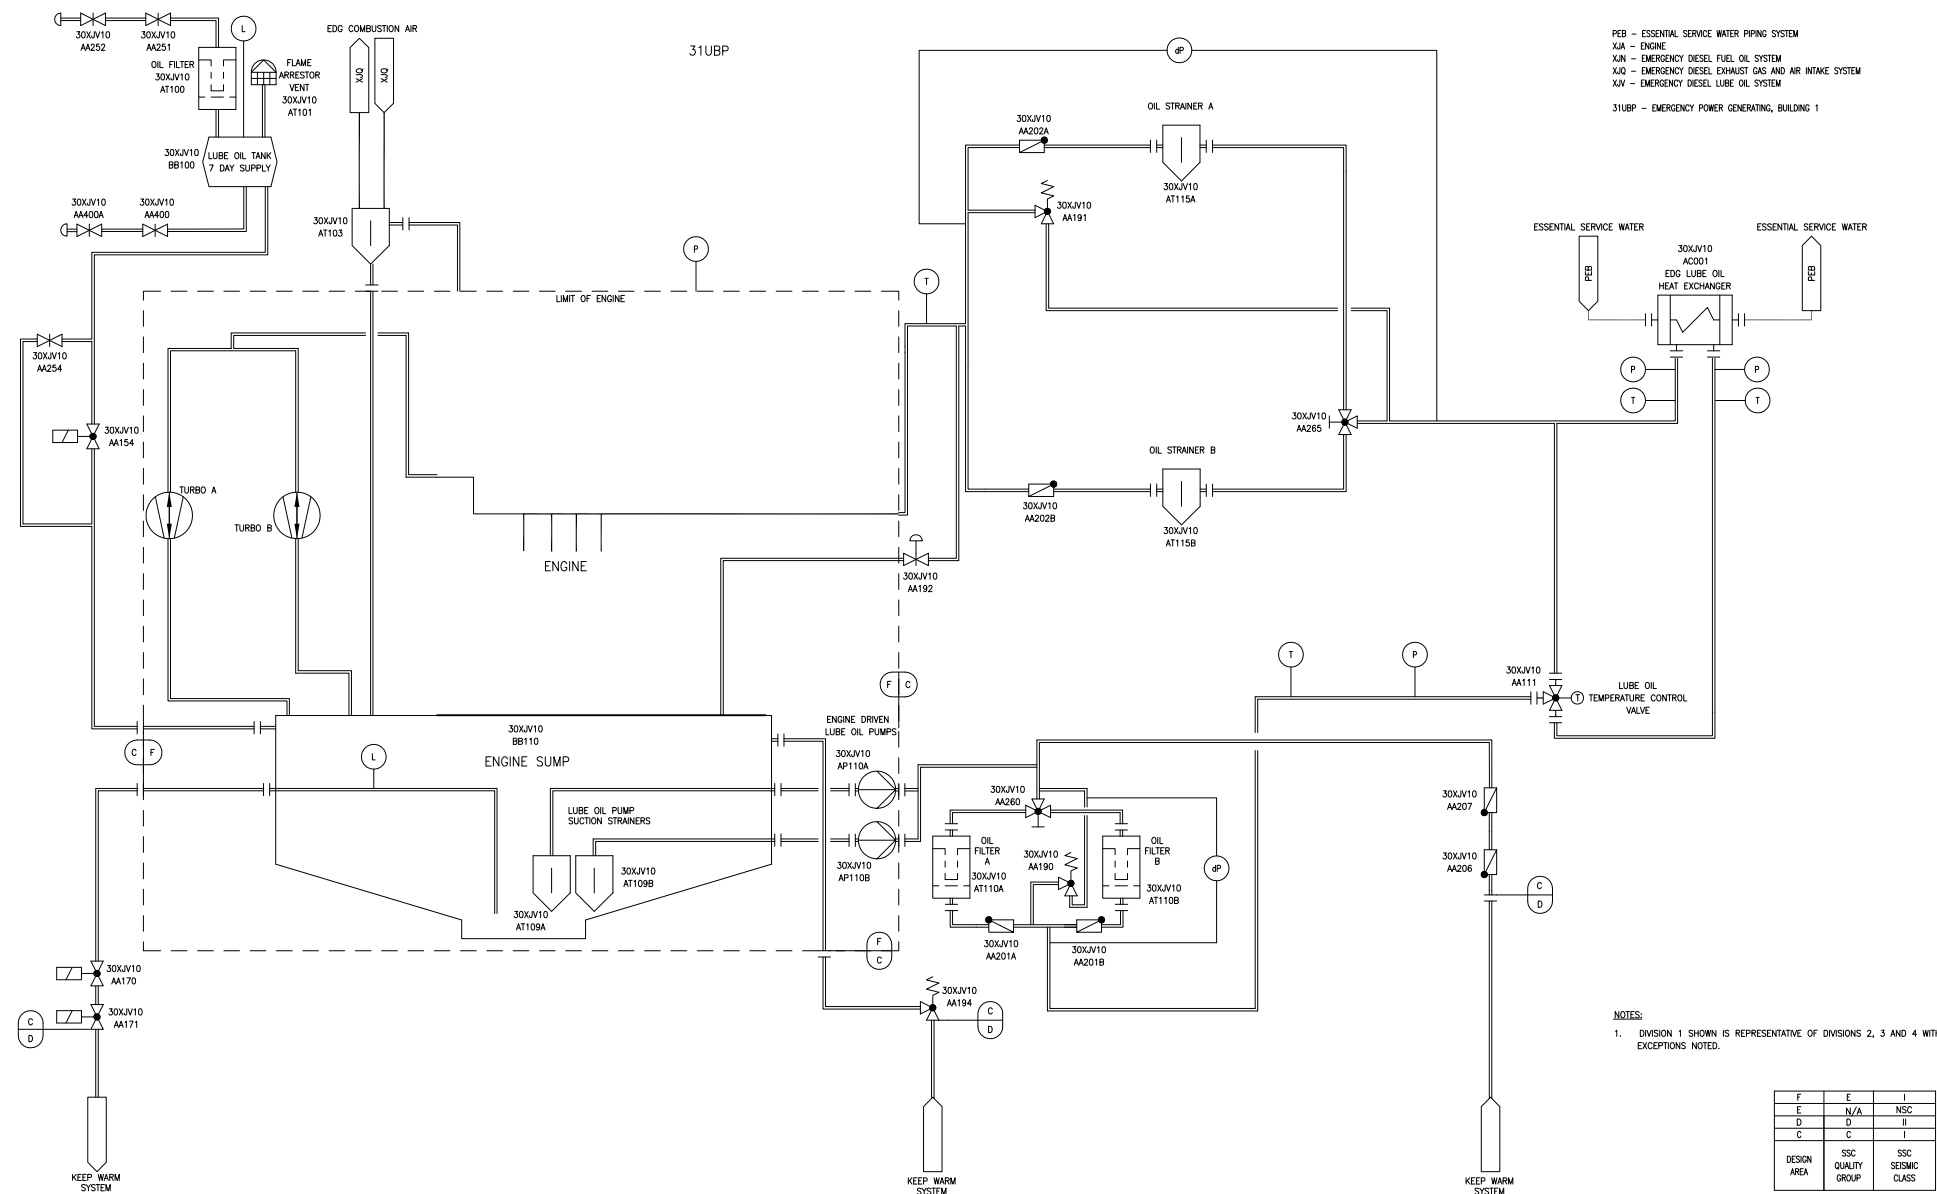 30XJV10
AA252
30XJV10
AA251
L
OIL FILTER
30XJV10
AT100
FLAME
ARRESTOR
VENT
30XJV10
AT101
EDG COMBUSTION AIR
XJQ
XJQ
31UBP
dP
PEB – ESSENTIAL SERVICE WATER PIPING SYSTEM
XJA – ENGINE
XJN – EMERGENCY DIESEL FUEL OIL SYSTEM
XJQ – EMERGENCY DIESEL EXHAUST GAS AND AIR INTAKE SYSTEM
XJV – EMERGENCY DIESEL LUBE OIL SYSTEM
31UBP – EMERGENCY POWER GENERATING, BUILDING 1
30XJV10
BB100
LUBE OIL TANK
7 DAY SUPPLY
30XJV10
AA400A
30XJV10
AA400
30XJV10
AT103
30XJV10
AA202A
OIL STRAINER A
30XJV10
AT115A
30XJV10
AA191
P
T
LIMIT OF ENGINE
ESSENTIAL SERVICE WATER
PEB
30XJV10
AC001
EDG LUBE OIL
HEAT EXCHANGER
ESSENTIAL SERVICE WATER
PEB
P
T
P
T
30XJV10
AA254
30XJV10
AA154
TURBO A
TURBO B
ENGINE
30XJV10
AA265
OIL STRAINER B
30XJV10
AA202B
30XJV10
AT115B
30XJV10
AA192
T
P
30XJV10
AA111
T
LUBE OIL
TEMPERATURE CONTROL
VALVE
F C
C F
30XJV10
BB110
ENGINE SUMP
L
ENGINE DRIVEN
LUBE OIL PUMPS
30XJV10
AP110A
30XJV10
AP110B
LUBE OIL PUMP
SUCTION STRAINERS
30XJV10
AT109B
30XJV10
AT109A
30XJV10
AA260
OIL
FILTER
A
30XJV10
AT110A
30XJV10
AA190
OIL
FILTER
B
30XJV10
AT110B
dP
30XJV10
AA201A
30XJV10
AA201B
30XJV10
AA207
30XJV10
AA206
C
D
F
C
30XJV10
AA170
30XJV10
AA171
C
D
30XJV10
AA194
C
D
KEEP WARM
SYSTEM
KEEP WARM
SYSTEM
KEEP WARM
SYSTEM
NOTES:
1. DIVISION 1 SHOWN IS REPRESENTATIVE OF DIVISIONS 2, 3 AND 4 WITH
EXCEPTIONS NOTED.
F E I
E N/A NSC
D D II
C C I
DESIGN
AREA
SSC
QUALITY
GROUP
SSC
SEISMIC
CLASS